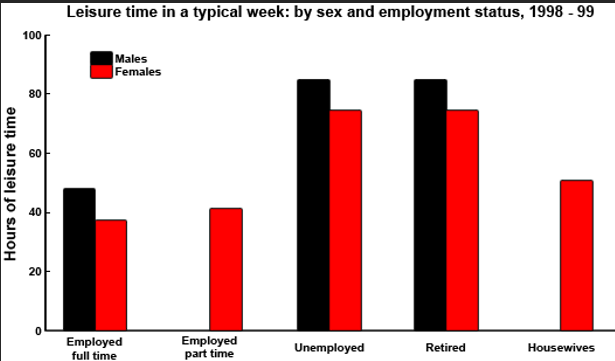 Leisure time in a typical week: by sex and employment status, 1998 - 99
100
Males
Females
80
60
40
20
0
Hours of leisure time
Employed
full time
Employed
part time
Unemployed
Retired
Housewives